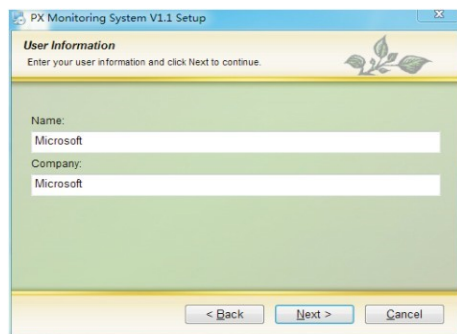 PX Monitoring System V1.1 Setup
User Information
Enter your user information and click Next to continue.
Name:
Microsoft
Company:
Microsoft
< Back Next > Cancel